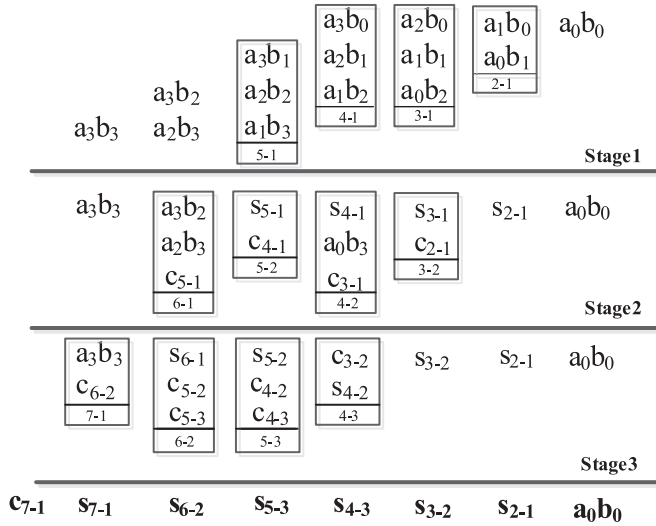 a₃b₀ a₂b₀ a₁b₀ a₀b₀
a₃b₁ a₂b₁ a₁b₁ a₀b₁
2-1
a₃b₂ a₂b₂ a₁b₂ a₀b₂
4-1 3-1
a₃b₃ a₂b₃ a₁b₃
5-1 Stage1
a₃b₃ a₃b₂ s₅₋₁ s₄₋₁ s₃₋₁ s₂₋₁ a₀b₀
a₂b₃ c₄₋₁ a₀b₃ c₂₋₁
5-2 3-2
c₅₋₁ c₃₋₁
6-1 4-2 Stage2
a₃b₃ s₆₋₁ s₅₋₂ c₃₋₂ s₃₋₂ s₂₋₁ a₀b₀
c₆₋₂ c₅₋₂ c₄₋₂ s₄₋₂
7-1 c₅₋₃ c₄₋₃ 4-3
6-2 5-3
Stage3
c₇₋₁ s₇₋₁ s₆₋₂ s₅₋₃ s₄₋₃ s₃₋₂ s₂₋₁ a₀b₀